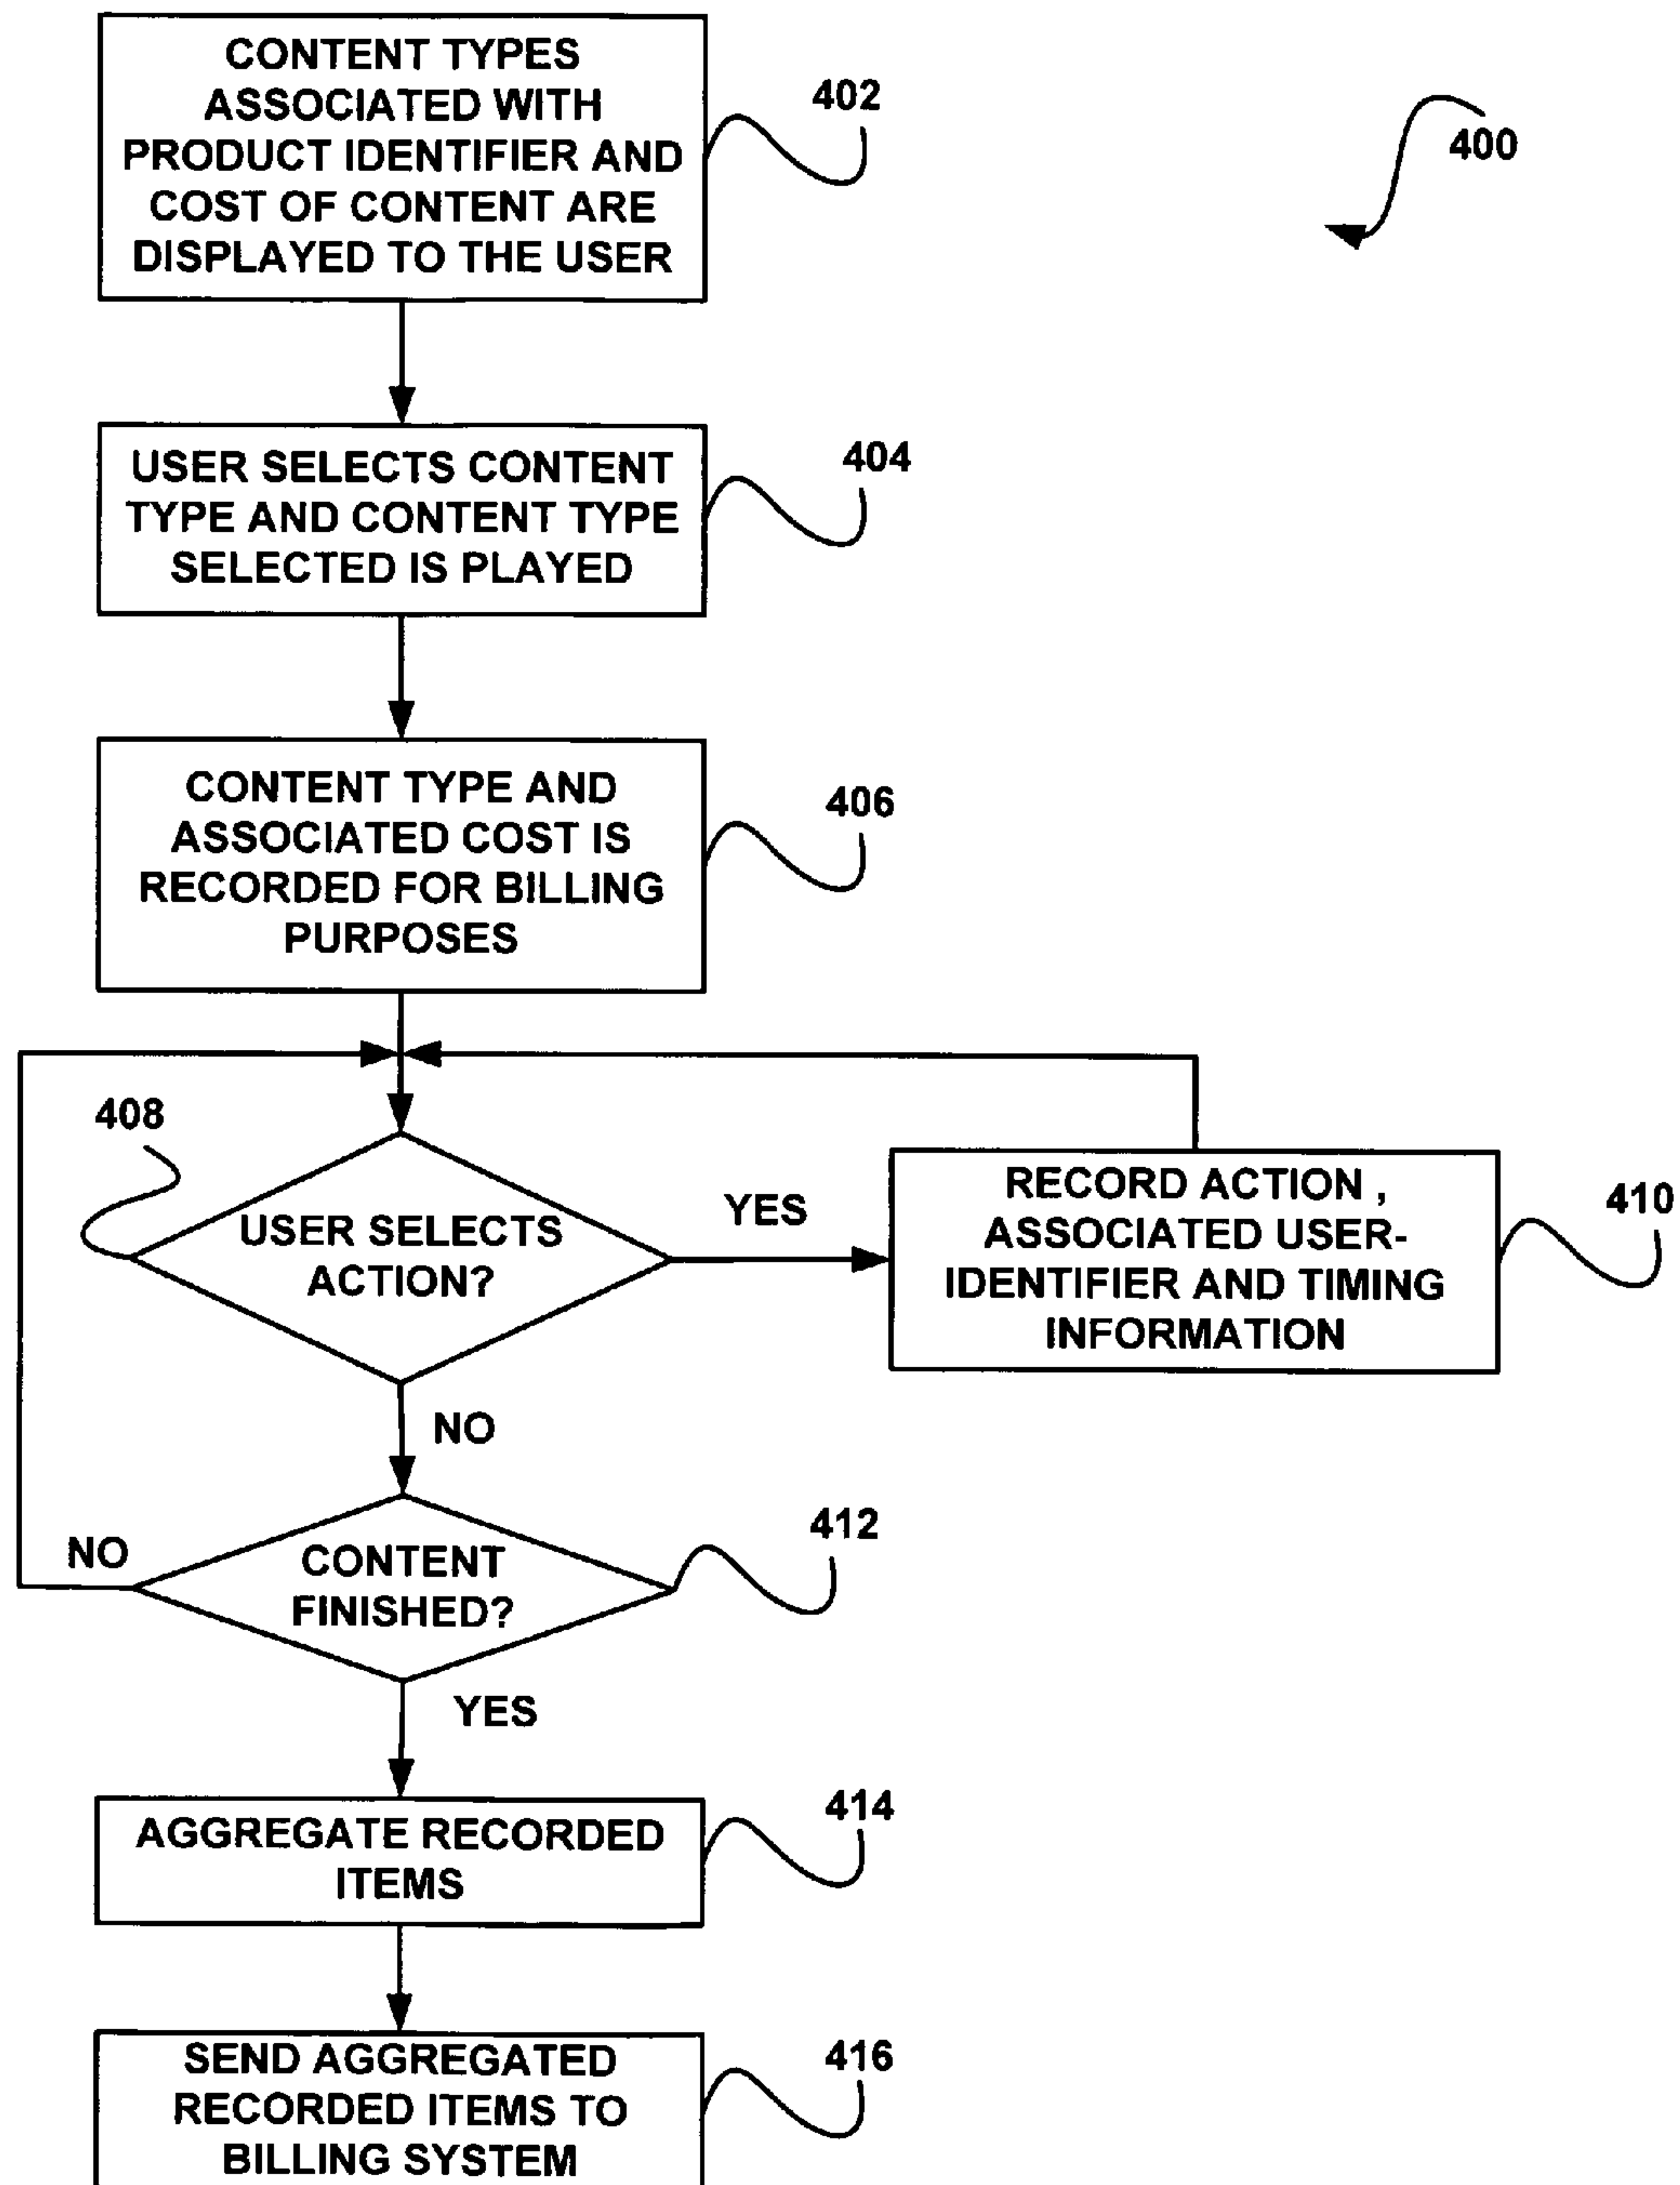 CONTENT TYPES
ASSOCIATED WITH
PRODUCT IDENTIFIER AND
COST OF CONTENT ARE
DISPLAYED TO THE USER
402
400
USER SELECTS CONTENT
TYPE AND CONTENT TYPE
SELECTED IS PLAYED
404
CONTENT TYPE AND
ASSOCIATED COST IS
RECORDED FOR BILLING
PURPOSES
406
408
USER SELECTS
ACTION?
YES
RECORD ACTION ,
ASSOCIATED USER-
IDENTIFIER AND TIMING
INFORMATION
410
NO
CONTENT
FINISHED?
412
NO
YES
AGGREGATE RECORDED
ITEMS
414
SEND AGGREGATED
RECORDED ITEMS TO
BILLING SYSTEM
416